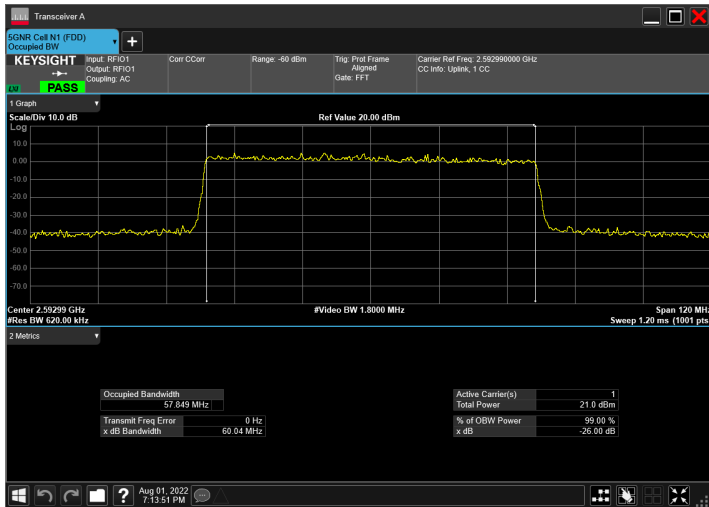 Transceiver A
5GNR Cell N1 (FDD)
Occupied BW
KEYSIGHT
LXI
PASS
Input: RFIO1
Output: RFIO1
Coupling: AC
Corr CCorr
Range: -60 dBm
Trig: Prot Frame
Aligned
Gate: FFT
Carrier Ref Freq: 2.592990000 GHz
CC Info: Uplink, 1 CC
1 Graph
Scale/Div 10.0 dB
Ref Value 20.00 dBm
Log
10.0
0.00
-10.0
-20.0
-30.0
-40.0
-50.0
-60.0
-70.0
Center 2.59299 GHz
#Video BW 1.8000 MHz
Span 120 MHz
#Res BW 620.00 kHz
Sweep 1.20 ms (1001 pts
2 Metrics
Occupied Bandwidth
57.849 MHz
Transmit Freq Error 0 Hz
x dB Bandwidth 60.04 MHz
Active Carrier(s) 1
Total Power 21.0 dBm
% of OBW Power 99.00 %
x dB -26.00 dB
?
Aug 01, 2022
7:13:51 PM